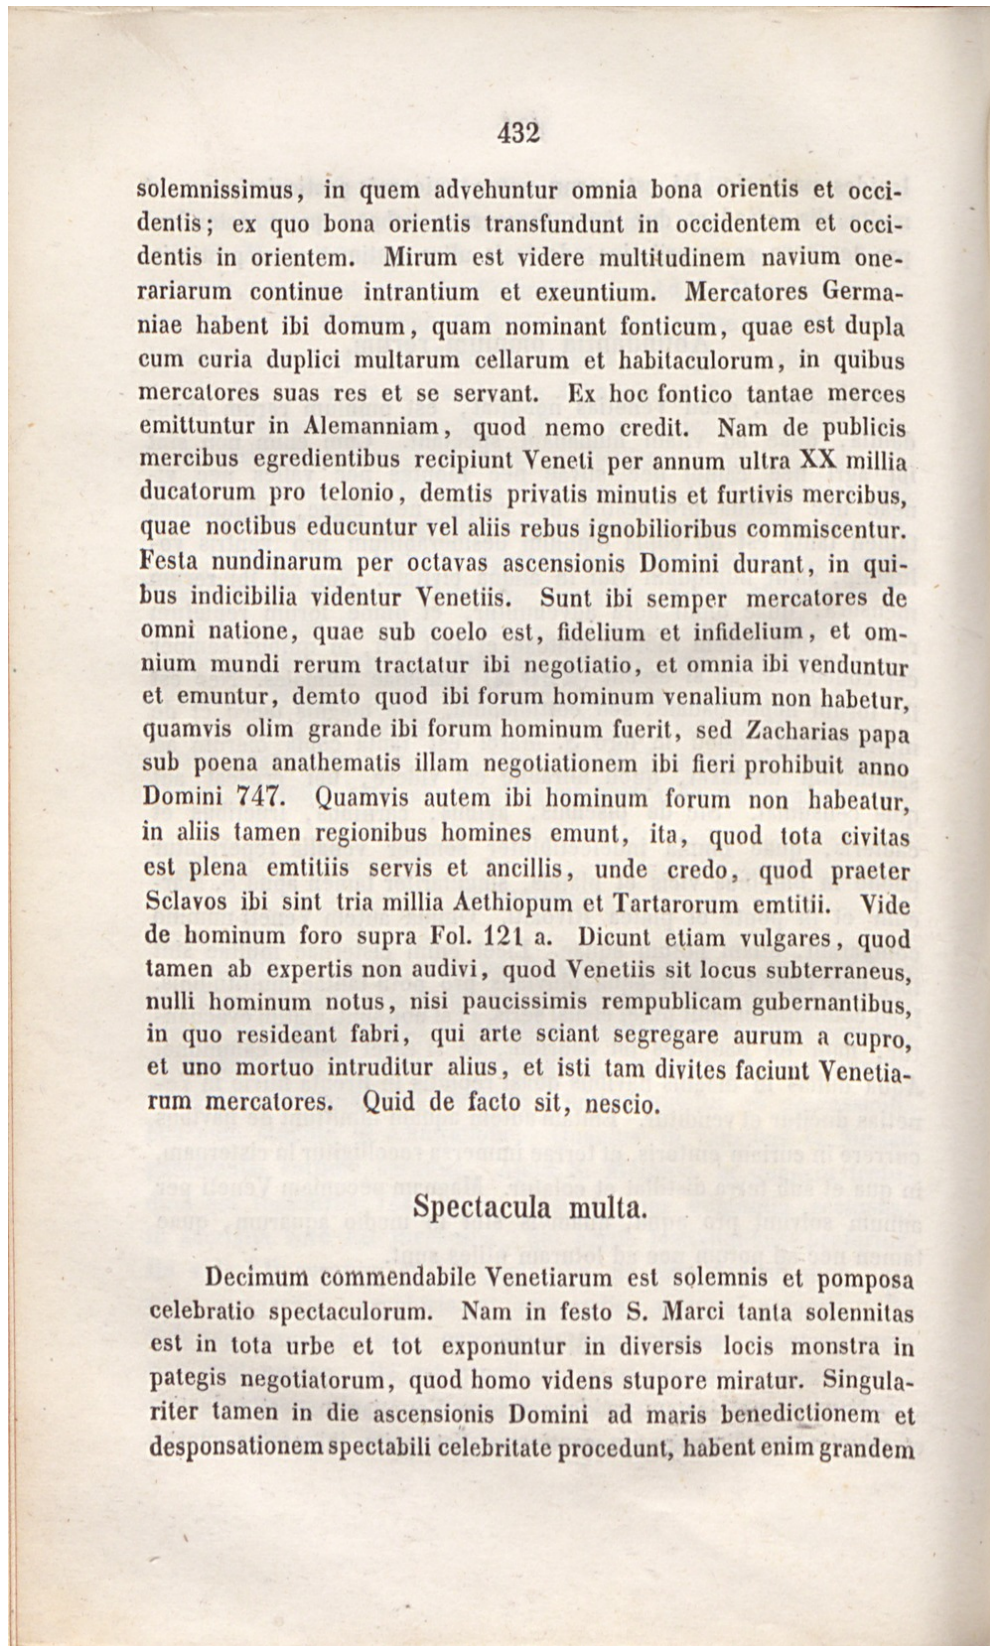 432
solemnissimus, in quem advehuntur omnia bona orientis et occi-
dentis; ex quo bona orientis transfundunt in occidentem et occi-
dentis in orientem. Mirum est videre multitudinem navium one-
rariarum continue intrantium et exeuntium. Mercatores Germa-
niae habent ibi domum, quam nominant fonticum, quae est dupla
cum curia duplici multarum cellarum et habitaculorum, in quibus
mercatores suas res et se servant. Ex hoc fontico tantae merces
emittuntur in Alemanniam, quod nemo credit. Nam de publicis
mercibus egredientibus recipiunt Veneti per annum ultra XX millia
ducatorum pro telonio, demtis privatis minutis et furtivis mercibus,
quae noctibus educuntur vel aliis rebus ignobilioribus commiscentur.
Festa nundinarum per octavas ascensionis Domini durant, in qui-
bus indicibilia videntur Venetiis. Sunt ibi semper mercatores de
omni natione, quae sub coelo est, fidelium et infidelium, et om-
nium mundi rerum tractatur ibi negotiatio, et omnia ibi venduntur
et emuntur, demto quod ibi forum hominum venalium non habetur,
quamvis olim grande ibi forum hominum fuerit, sed Zacharias papa
sub poena anathematis illam negotiationem ibi fieri prohibuit anno
Domini 747. Quamvis autem ibi hominum forum non habeatur,
in aliis tamen regionibus homines emunt, ita, quod tota civitas
est plena emtitiis servis et ancillis, unde credo, quod praeter
Sclavos ibi sint tria millia Aethiopum et Tartarorum emtitii. Vide
de hominum foro supra Fol. 121 a. Dicunt etiam vulgares, quod
tamen ab expertis non audivi, quod Venetiis sit locus subterraneus,
nulli hominum notus, nisi paucissimis rempublicam gubernantibus,
in quo resideant fabri, qui arte sciant segregare aurum a cupro,
et uno mortuo intruditur alius, et isti tam divites faciunt Venetia-
rum mercatores. Quid de facto sit, nescio.
Spectacula multa.
Decimum commendabile Venetiarum est solemnis et pomposa
celebratio spectaculorum. Nam in festo S. Marci tanta solennitas
est in tota urbe et tot exponuntur in diversis locis monstra in
pategis negotiatorum, quod homo videns stupore miratur. Singula-
riter tamen in die ascensionis Domini ad maris benedictionem et
desponsationem spectabili celebritate procedunt, habent enim grandem